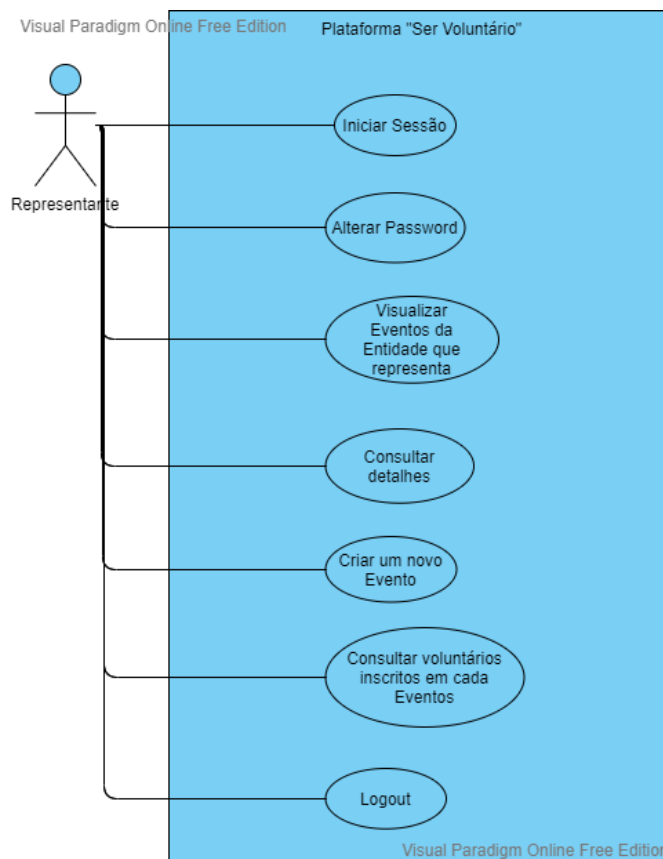 Visual Paradigm Online Free Edition
Plataforma "Ser Voluntário"
Iniciar Sessão
Representante
Alterar Password
Visualizar
Eventos da
Entidade que
representa
Consultar
detalhes
Criar um novo
Evento
Consultar voluntários
inscritos em cada
Eventos
Logout
Visual Paradigm Online Free Edition